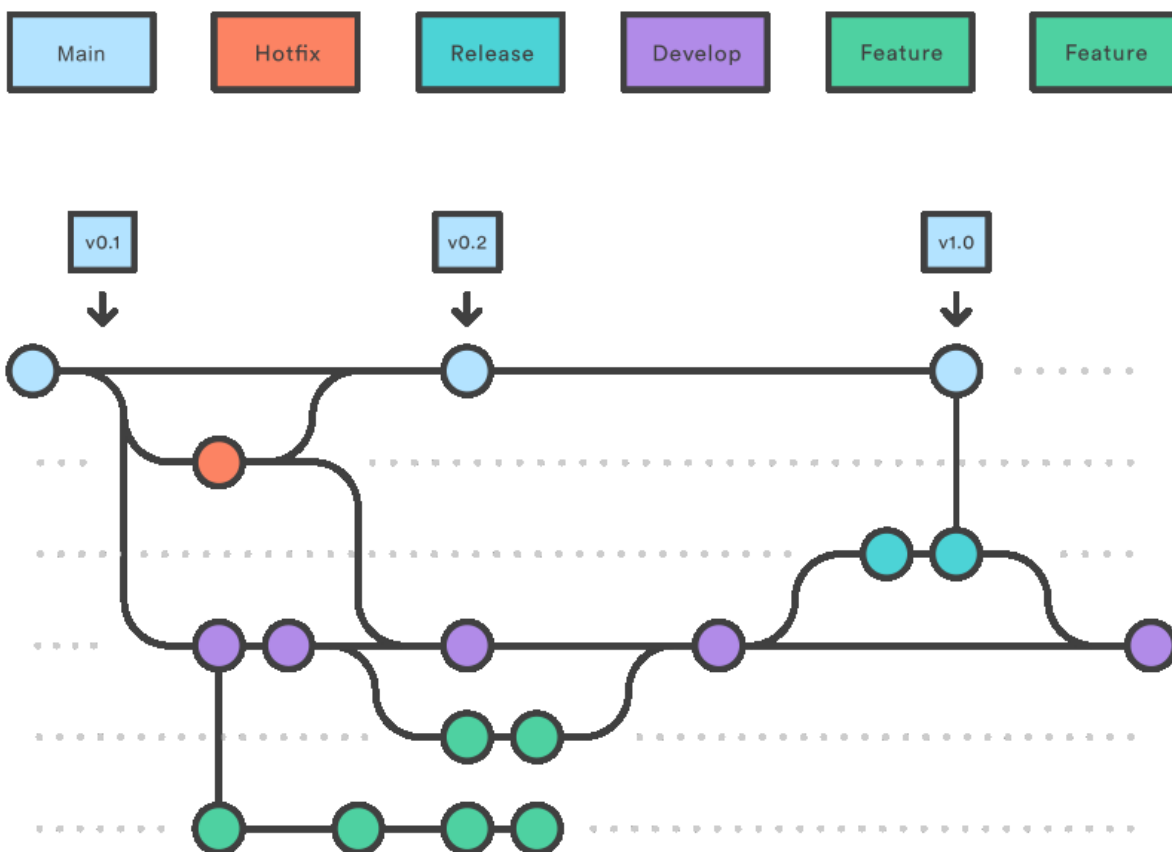 Main
Hotfix
Release
Develop
Feature
Feature
v0.1
v0.2
v1.0